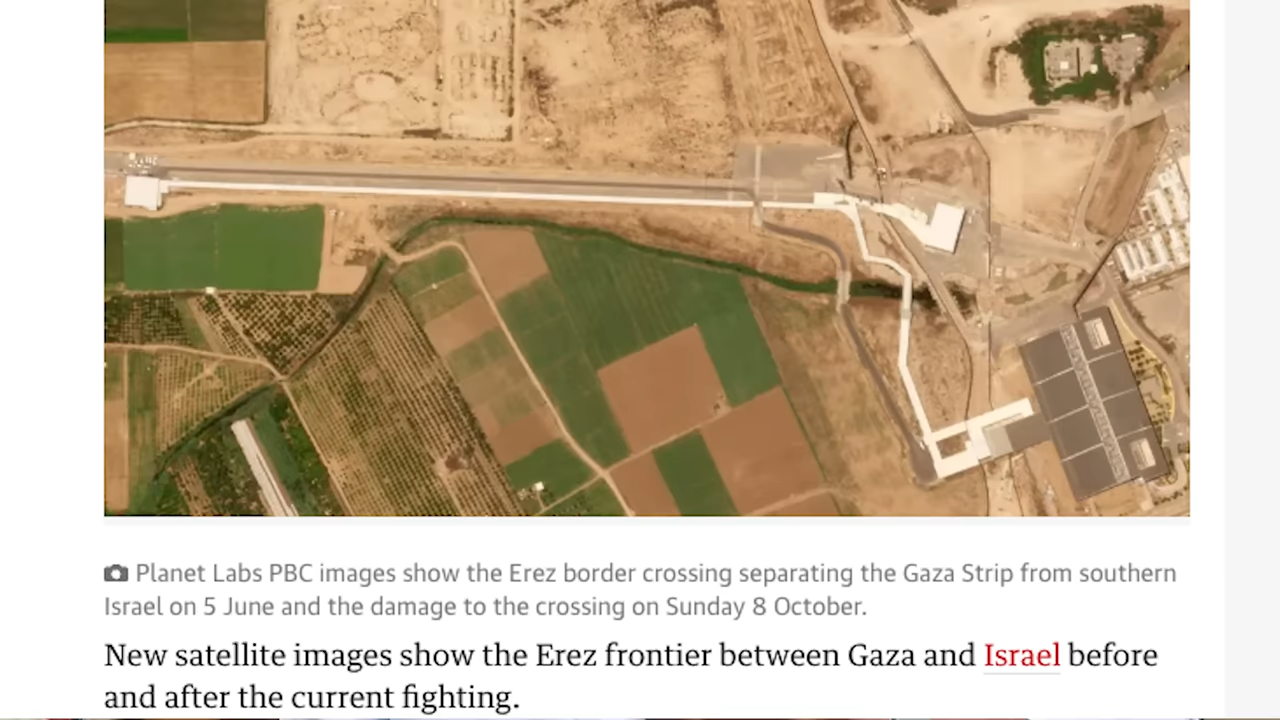 Planet Labs PBC images show the Erez border crossing separating the Gaza Strip from southern
Israel on 5 June and the damage to the crossing on Sunday 8 October.
New satellite images show the Erez frontier between Gaza and Israel before
and after the current fighting.